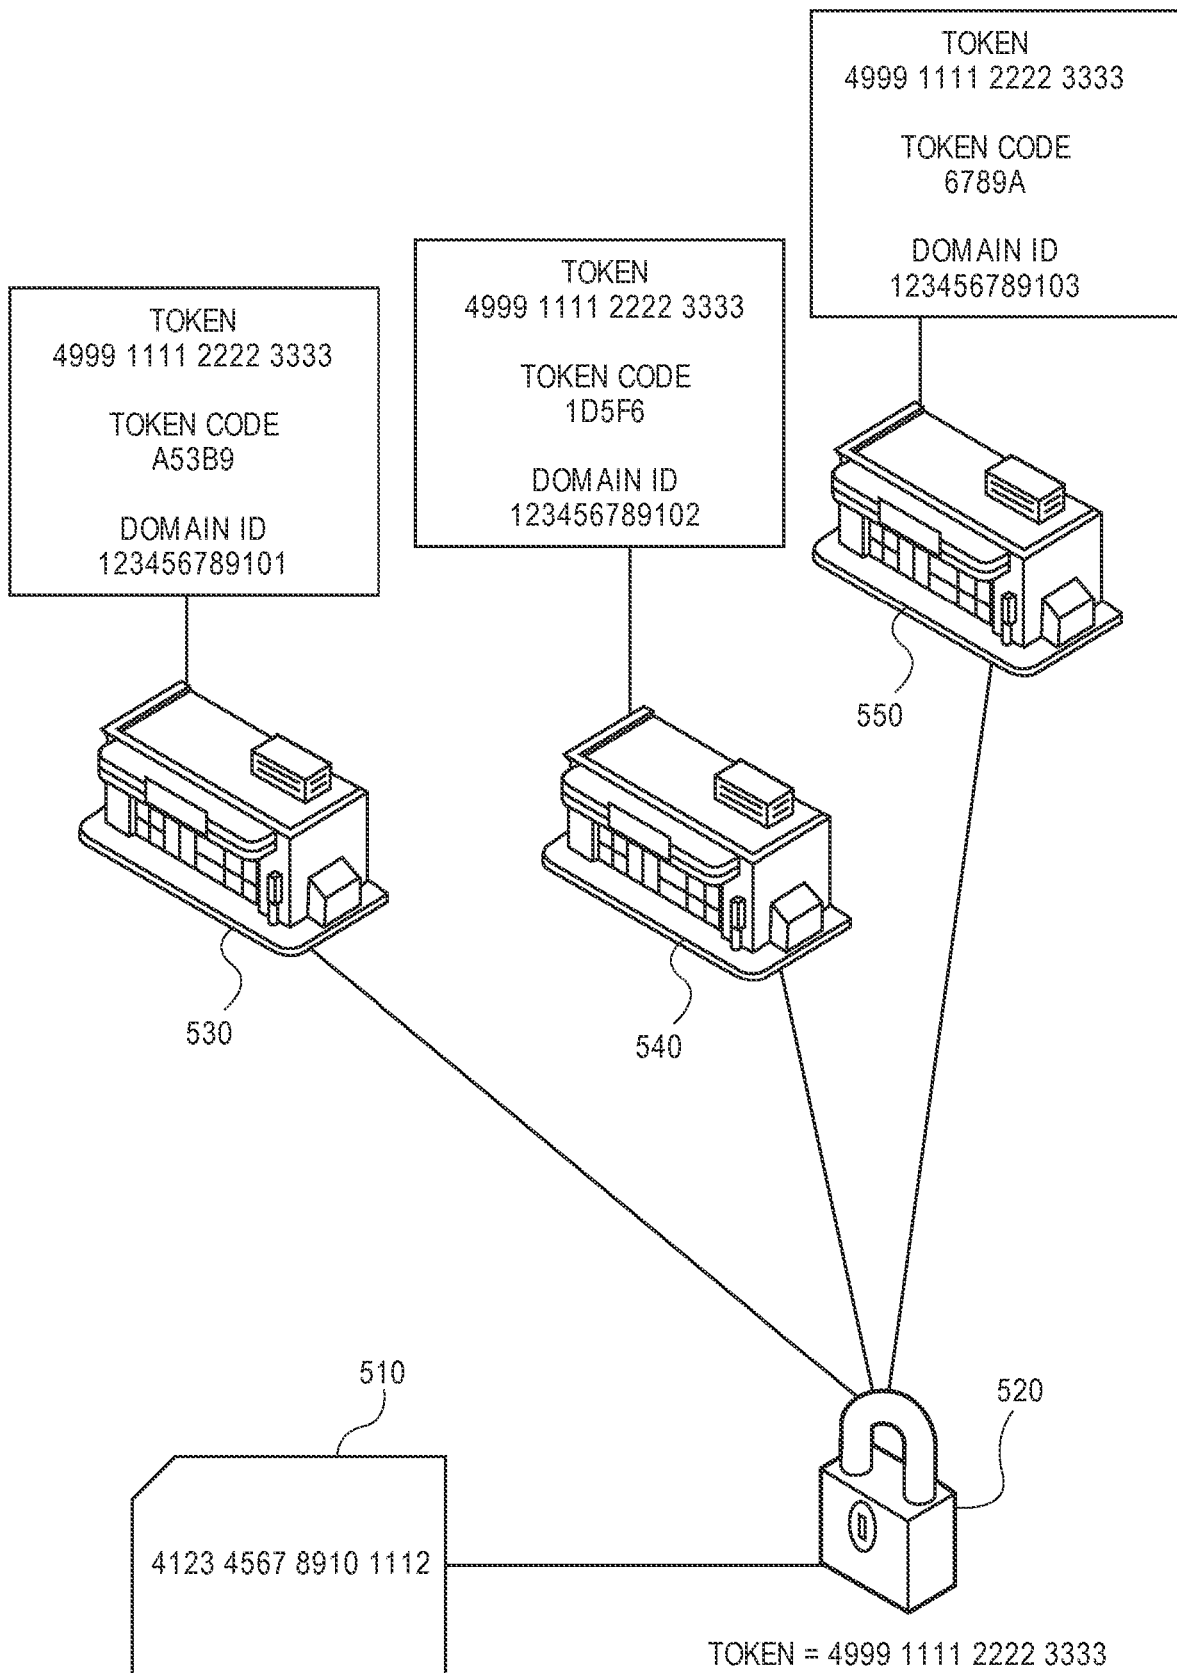 TOKEN
4999 1111 2222 3333
TOKEN CODE
6789A
DOMAIN ID
123456789103
TOKEN
4999 1111 2222 3333
TOKEN CODE
1D5F6
DOMAIN ID
123456789102
TOKEN
4999 1111 2222 3333
TOKEN CODE
A53B9
DOMAIN ID
123456789101
550
530
540
510
520
4123 4567 8910 1112
TOKEN = 4999 1111 2222 3333